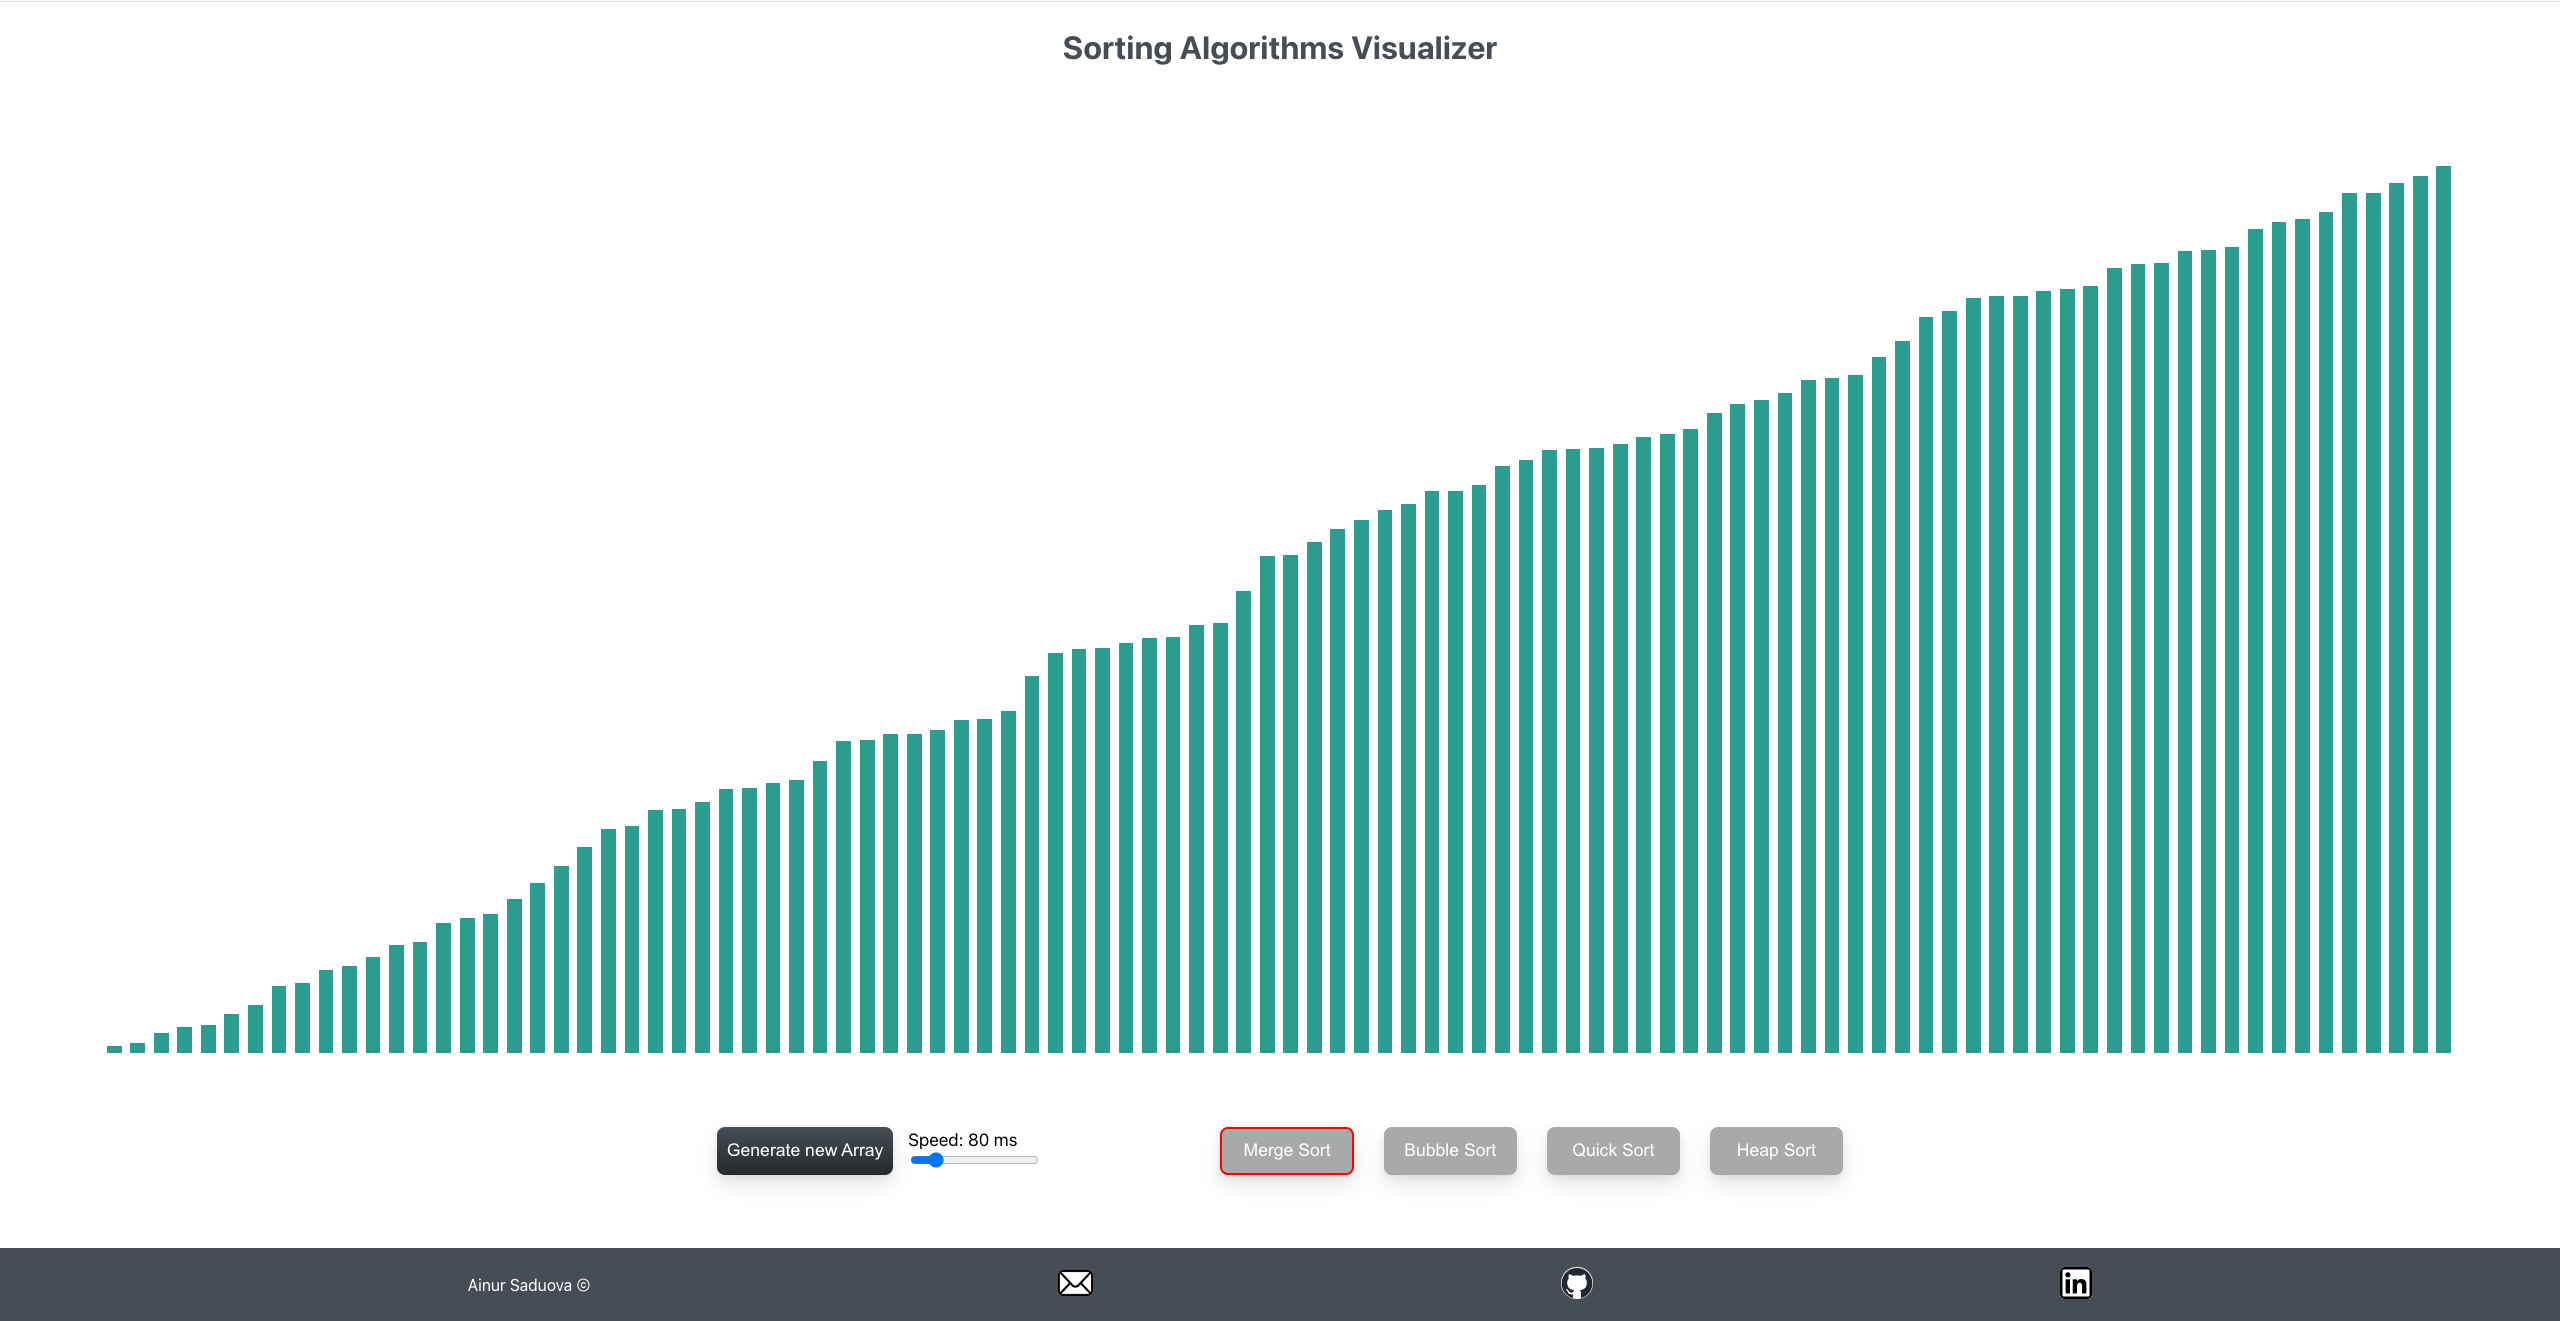 Sorting Algorithms Visualizer
Generate new Array
Speed: 80 ms
Merge Sort
Bubble Sort
Quick Sort
Heap Sort
Ainur Saduova ©
in